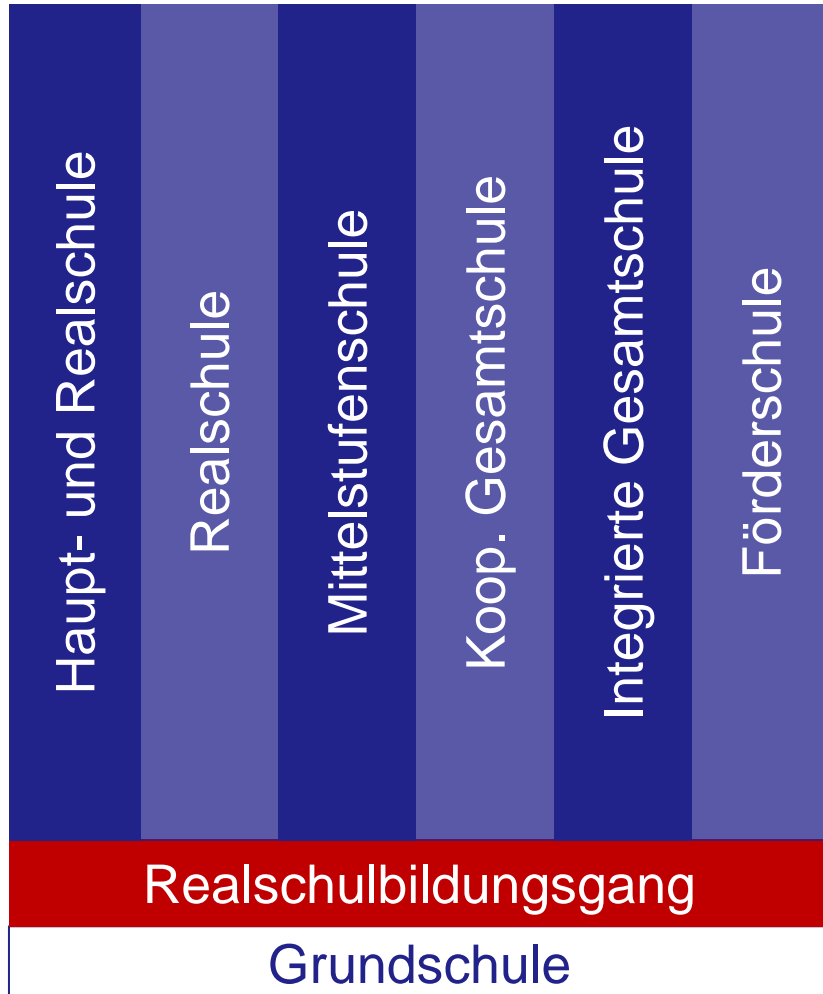 Haupt- und Realschule
Realschule
Mittelstufenschule
Koop. Gesamtschule
Integrierte Gesamtschule
Förderschule
Realschulbildungsgang
Grundschule